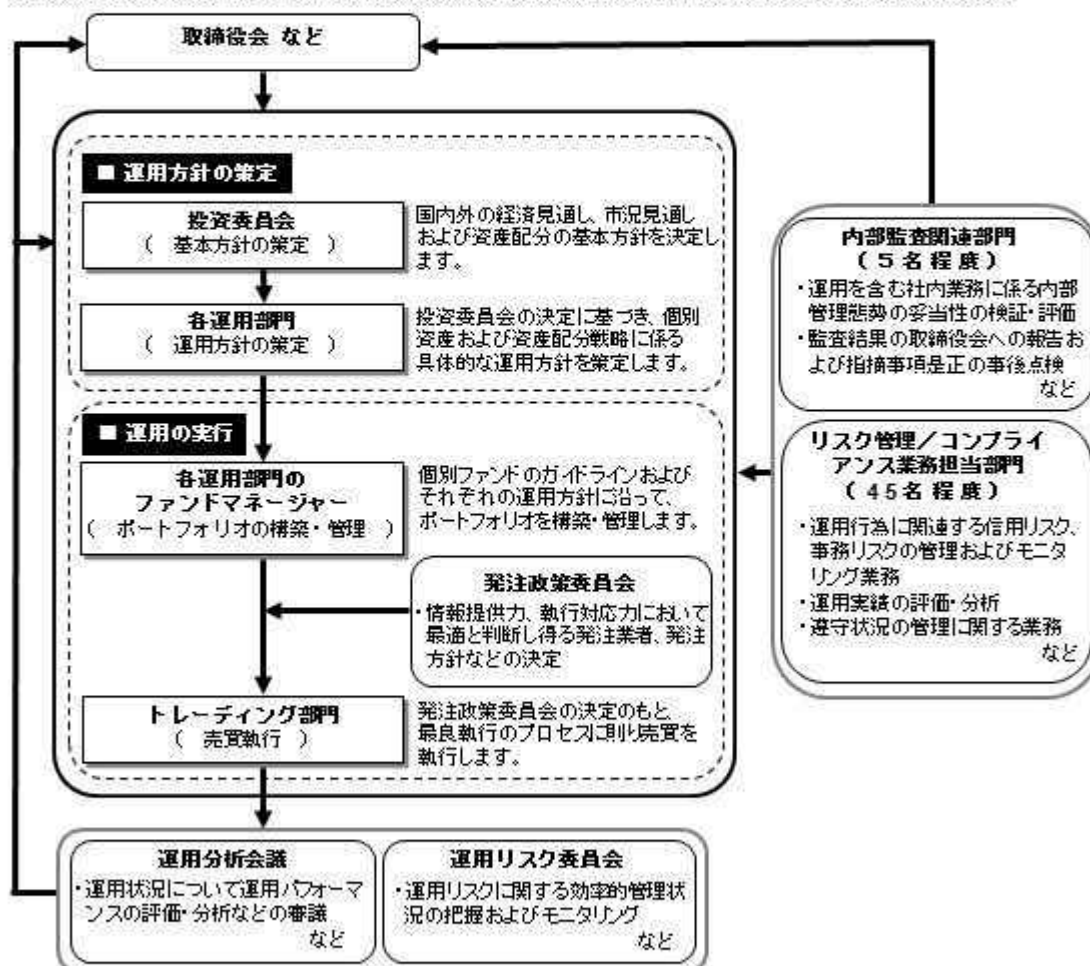 取締役会 など
■ 運用方針の策定
投資委員会
( 基本方針の策定 )
国内外の経済見通し、市況見通し
および資産配分の基本方針を決定し
ます。
各運用部門
( 運用方針の策定 )
投資委員会の決定に基づき、個別
資産および資産配分戦略に係る
具体的な運用方針を策定します。
■ 運用の実行
各運用部門の
ファンドマネージャー
( ポートフォリオの構築・管理 )
個別ファンドのガイドラインおよび
それぞれの運用方針に沿って、
ポートフォリオを構築・管理します。
発注政策委員会
・情報提供力、執行対応力において
最適と判断し得る発注業者、発注
方針などの決定
トレーディング部門
( 売買執行 )
発注政策委員会の決定のもと、
最良執行のプロセスに則り売買を
執行します。
内部監査関連部門
(5名程度)
・運用を含む社内業務に係る内部
管理態勢の妥当性の検証・評価
・監査結果の取締役会への報告お
よび指摘事項是正の事後点検
など
リスク管理/コンプライ
アンス業務担当部門
(45名程度)
・運用行為に関連する信用リスク、
事務リスクの管理およびモニタ
リング業務
・運用実績の評価・分析
・遵守状況の管理に関する業務
など
運用分析会議
・運用状況について運用パフォーマ
ンスの評価・分析などの審議
など
運用リスク委員会
・運用リスクに関する効率的管理状
況の把握およびモニタリング
など